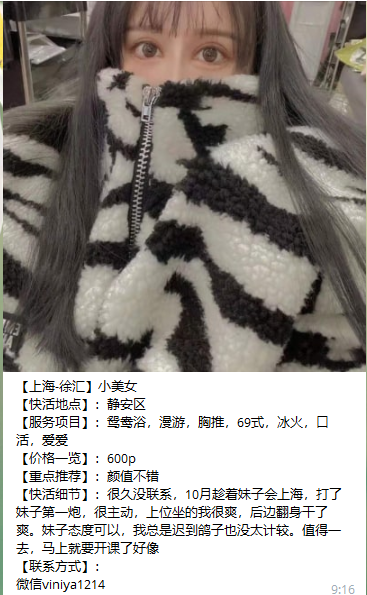 【上海-徐汇】小美女
【快活地点】：静安区
【服务项目】：鸳鸯浴，漫游，胸推，69式，冰火，口
活，爱爱
【价格一览】：600p
【重点推荐】：颜值不错
【快活细节】：很久没联系，10月趁着妹子会上海，打了
妹子第一炮，很主动，上位坐的我很爽，后边翻身干了
爽。妹子态度可以，我总是迟到鸽子也没太计较。值得一
去，马上就要开课了好像
【联系方式】：
微信viniya1214
9:16